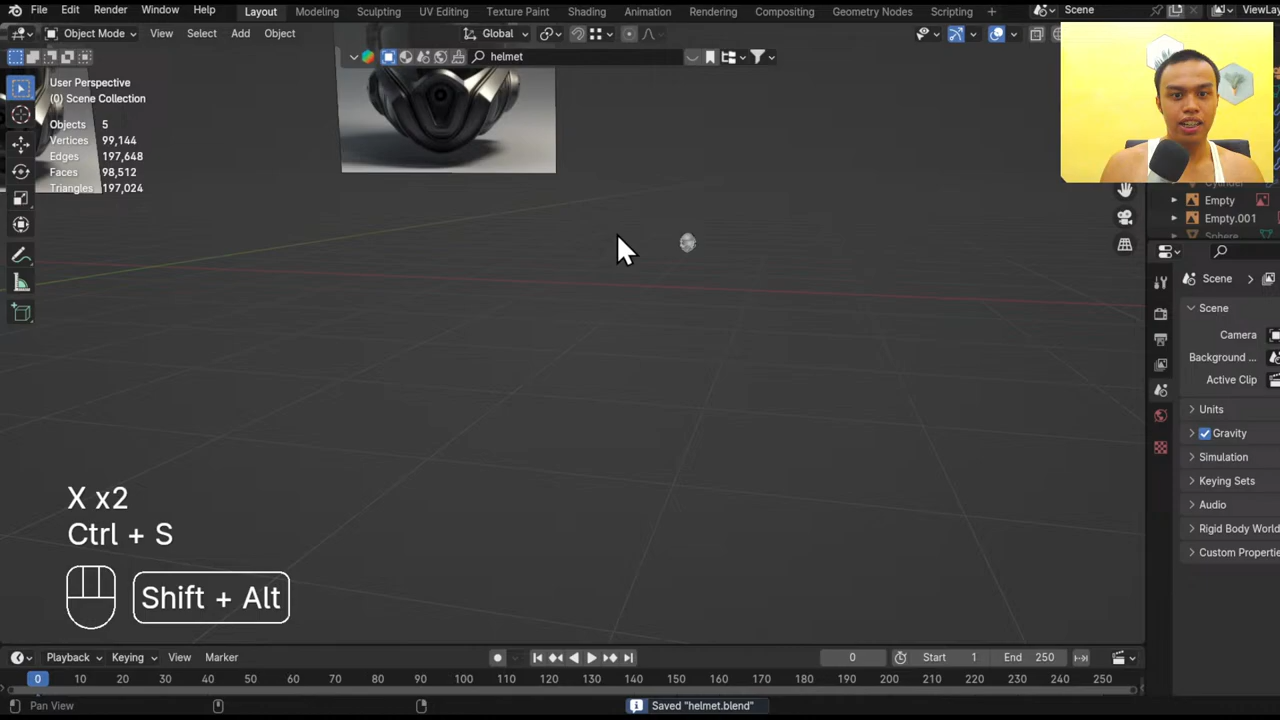 File Edit Render Window Help Layout Modeling Sculpting UV Editing Texture Paint Shading Animation Rendering Compositing Geometry Nodes Scripting + Scene ViewLay
Object Mode View Select Add Object Global
helmet
User Perspective
(0) Scene Collection
Objects 5
Vertices 99,144
Edges 197,648
Faces 98,512
Triangles 197,024
Cylinder
Empty
Empty.001
Sphere
Scene
Scene
Camera
Background ...
Active Clip
Units
Gravity
Simulation
Keying Sets
Audio
Rigid Body World
Custom Properties
X x2
Ctrl + S
Shift + Alt
Playback Keying View Marker 0 Start 1 End 250
0 10 20 30 40 50 60 70 80 90 100 110 120 130 140 150 160 170 180 190 200 210 220 230 240 250
Pan View Saved "helmet.blend"